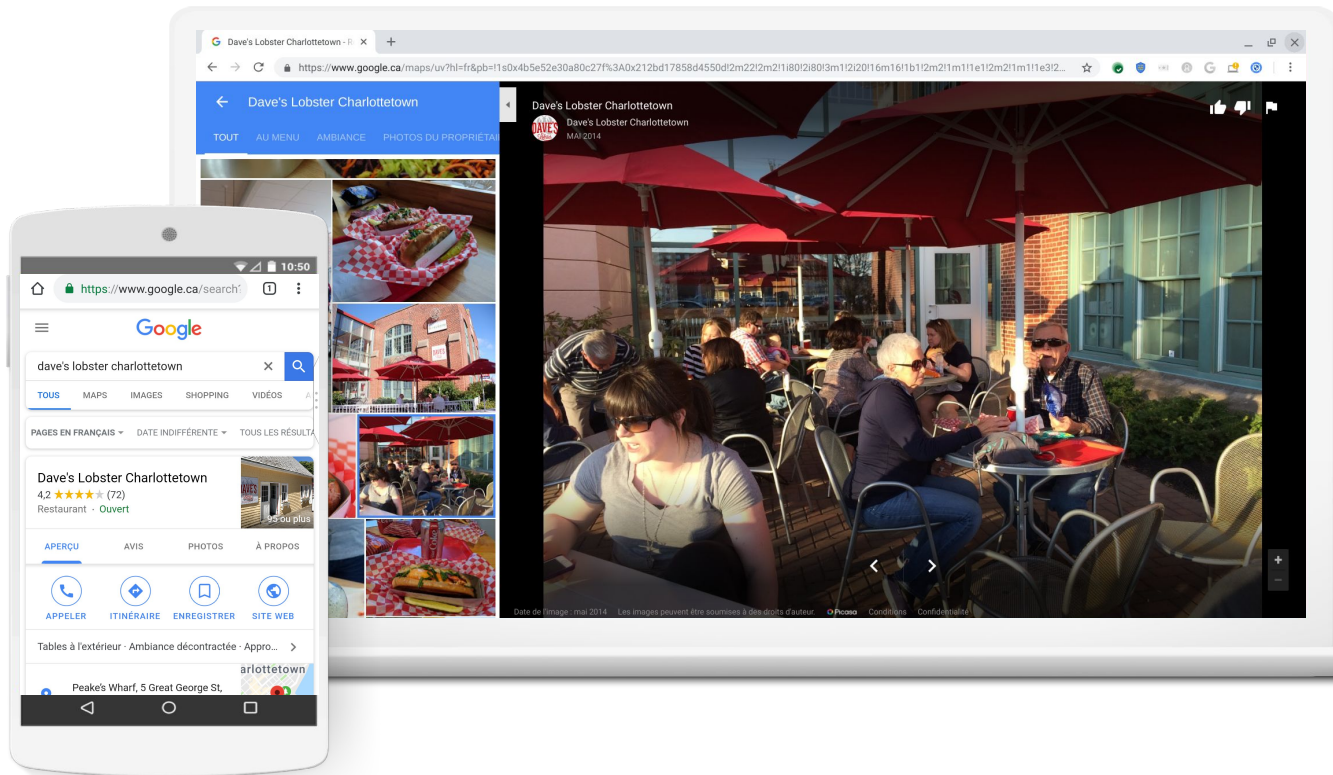 Dave's Lobster Charlottetown - R
https://www.google.ca/maps/uv?hl=fr&pb=!1s0x4b5e52e30a80c27f%3A0x212bd17858d4550d!2m22!2m2!1i80!2i80!3m1!2i20!16m16!1b1!2m2!1m1!1e1!2m2!1m1!1e3!2...
Dave's Lobster Charlottetown
TOUT AU MENU AMBIANCE PHOTOS DU PROPRIÉTAI
Dave's Lobster Charlottetown
DAVE'S
Dave's Lobster Charlottetown
MAI 2014
Date de l'image : mai 2014 Les images peuvent être soumises à des droits d'auteur. Picasa Conditions Confidentialité
10:50
https://www.google.ca/search?
1
Google
dave's lobster charlottetown
TOUS MAPS IMAGES SHOPPING VIDÉOS A
PAGES EN FRANÇAIS DATE INDIFFÉRENTE TOUS LES RÉSULTA
Dave's Lobster Charlottetown
4,2 (72)
Restaurant · Ouvert
95 ou plus
APERÇU AVIS PHOTOS À PROPOS
APPELER ITINÉRAIRE ENREGISTRER SITE WEB
Tables à l'extérieur · Ambiance décontractée · Appro...
arlottetown
Peake's Wharf, 5 Great George St,